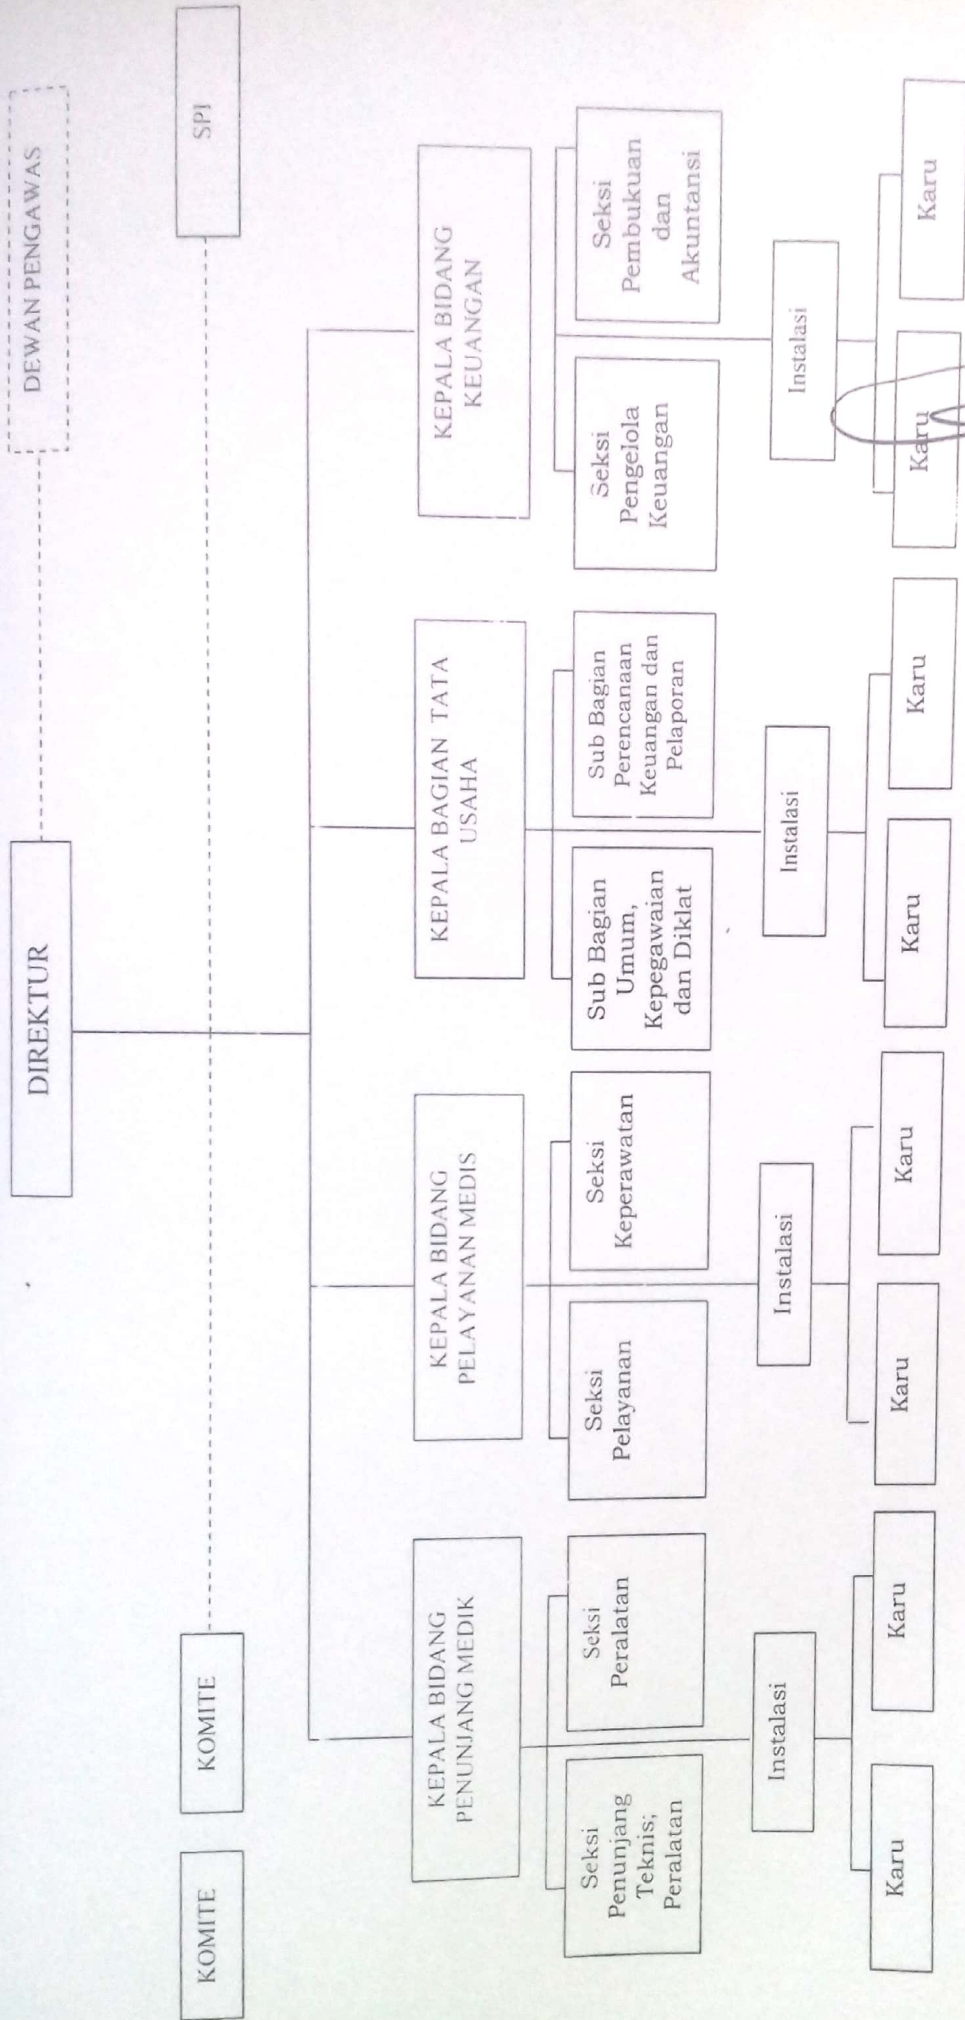 DIREKTUR
DEWAN PENGAWAS
KOMITE
KOMITE
SPI
KEPALA BIDANG
PENUNJANG MEDIK
KEPALA BIDANG
PELAYANAN MEDIS
KEPALA BAGIAN TATA
USAHA
KEPALA BIDANG
KEUANGAN
Seksi
Penunjang
Teknis;
Peralatan
Seksi
Peralatan
Seksi
Pelayanan
Seksi
Keperawatan
Sub Bagian
Umum,
Kepegawaian
dan Diklat
Sub Bagian
Perencanaan
Keuangan dan
Pelaporan
Seksi
Pengelola
Keuangan
Seksi
Pembukuan
dan
Akuntansi
Instalasi
Instalasi
Instalasi
Instalasi
Karu
Karu
Karu
Karu
Karu
Karu
Karu
Karu